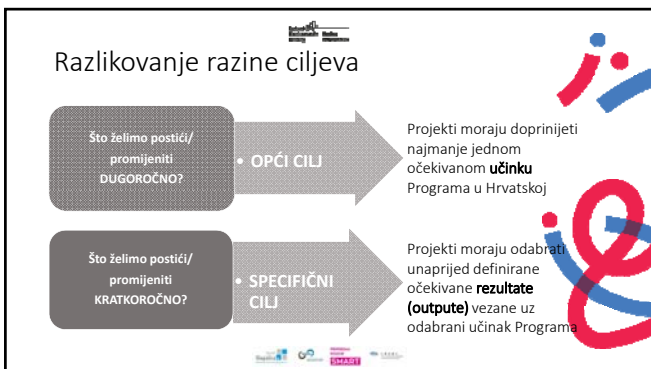 Razlikovanje razine ciljeva
Što želimo postići/
promijeniti
DUGOROČNO?
• OPĆI CILJ
Projekti moraju doprinijeti
najmanje jednom
očekivanom učinku
Programa u Hrvatskoj
Što želimo postići/
promijeniti
KRATKOROČNO?
• SPECIFIČNI
CILJ
Projekti moraju odabrati
unaprijed definirane
očekivane rezultate
(outpute) vezane uz
odabrani učinak Programa
SMART